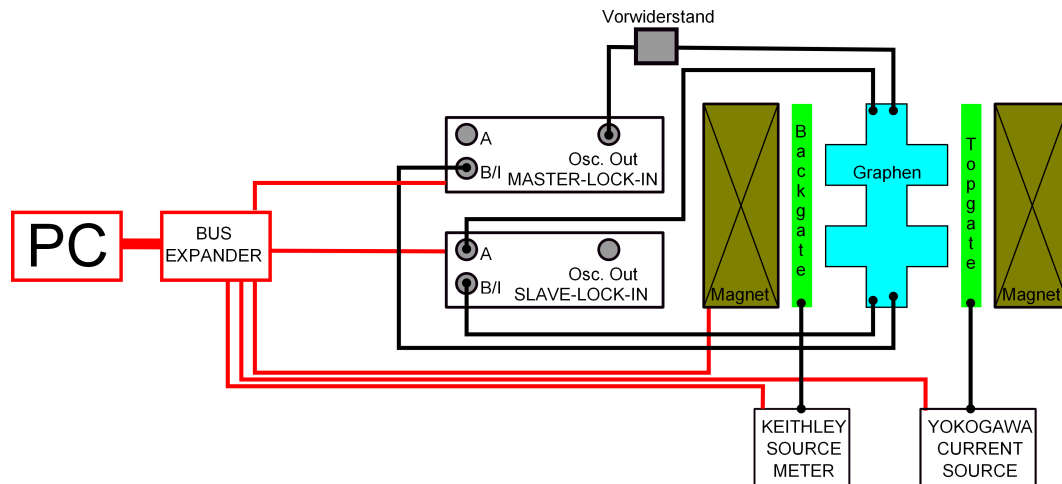 Vorwiderstand
A
B/I
Osc. Out
MASTER-LOCK-IN
PC
BUS
EXPANDER
A
B/I
Osc. Out
SLAVE-LOCK-IN
Magnet
Backgate
Graphen
Topgate
Magnet
KEITHLEY
SOURCE
METER
YOKOGAWA
CURRENT
SOURCE